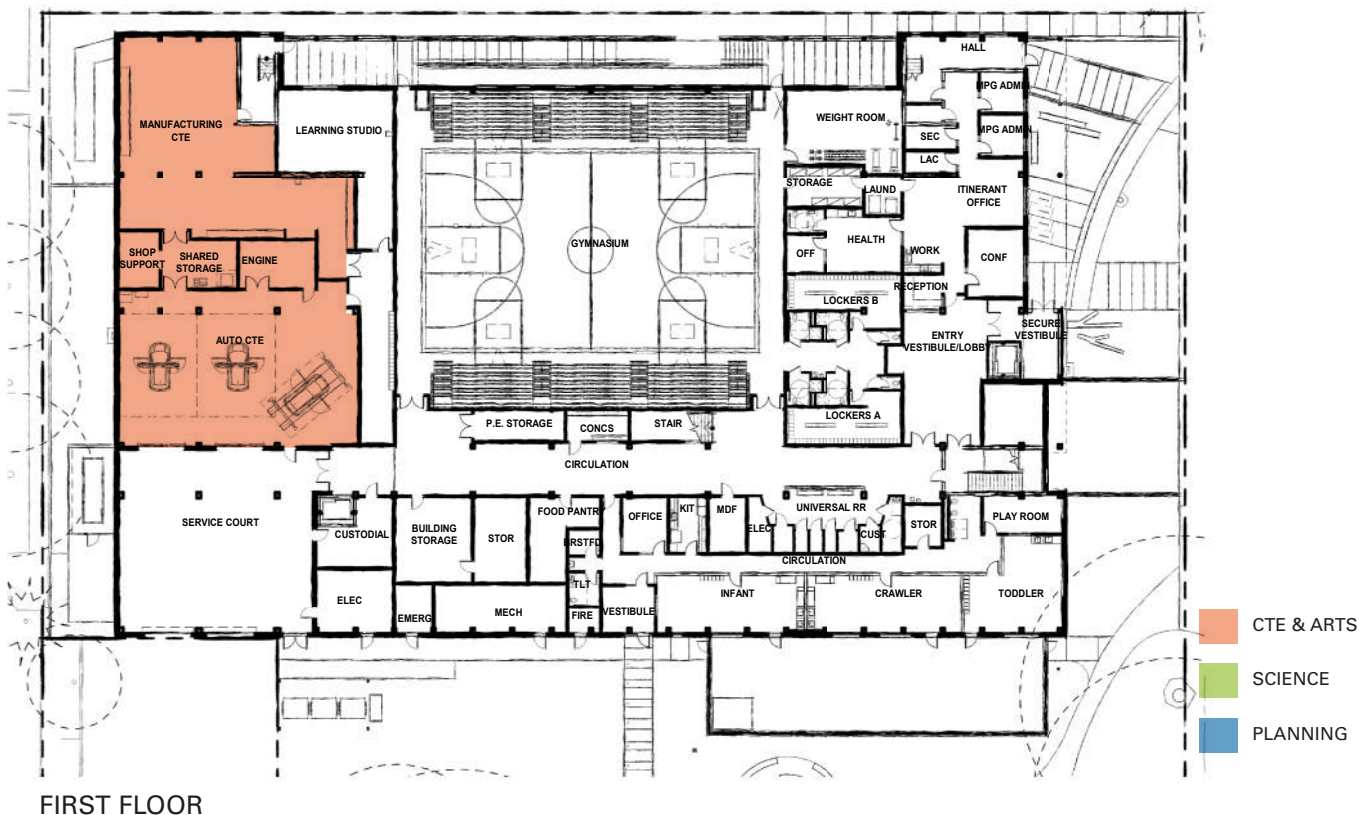 HALL
MPG ADMIN
MANUFACTURING
CTE
LEARNING STUDIO
WEIGHT ROOM
SEC
MPG ADMIN
LAC
STORAGE
LAUND
ITINERANT
OFFICE
SHOP
SUPPORT
SHARED
STORAGE
ENGINE
GYMNASIUM
OFF
HEALTH
WORK
CONF
RECEPTION
LOCKERS B
AUTO CTE
ENTRY
VESTIBULE/LOBBY
SECURE
VESTIBULE
P.E. STORAGE
CONCS
STAIR
LOCKERS A
CIRCULATION
SERVICE COURT
CUSTODIAL
BUILDING
STORAGE
STOR
FOOD PANTRY
BRSTFD
OFFICE
KIT
MDF
ELEC
UNIVERSAL RR
CUST
STOR
PLAY ROOM
CIRCULATION
ELEC
EMERG
MECH
TLT
FIRE
VESTIBULE
INFANT
CRAWLER
TODDLER
CTE & ARTS
SCIENCE
PLANNING
FIRST FLOOR